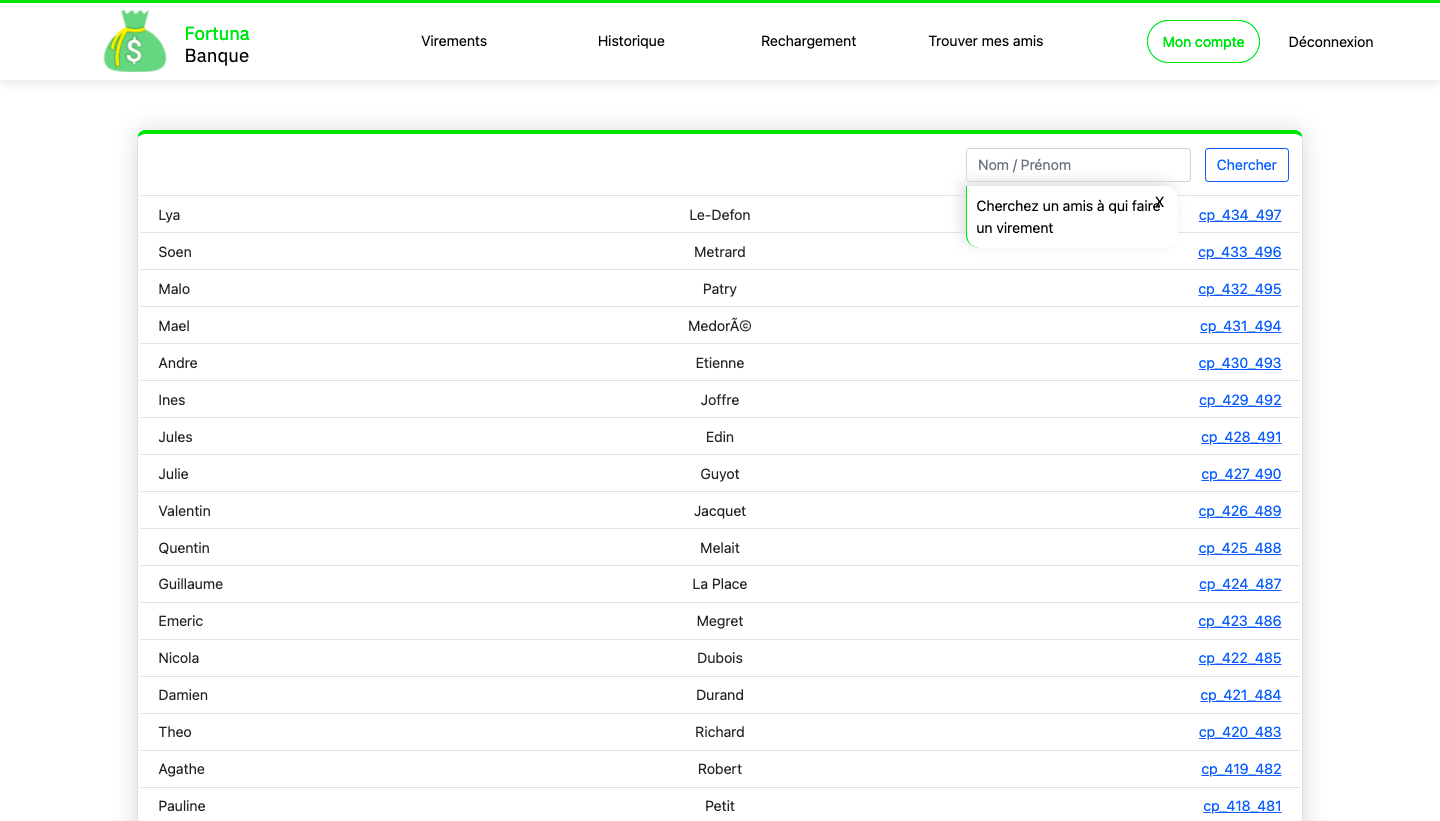 $
Fortuna
Banque
Virements
Historique
Rechargement
Trouver mes amis
Mon compte
Déconnexion
Nom / Prénom
Chercher
Lya Le-Defon cp_434_497
Cherchez un amis à qui faire X
un virement
Soen Metrard cp_433_496
Malo Patry cp_432_495
Mael MedorÃ© cp_431_494
Andre Etienne cp_430_493
Ines Joffre cp_429_492
Jules Edin cp_428_491
Julie Guyot cp_427_490
Valentin Jacquet cp_426_489
Quentin Melait cp_425_488
Guillaume La Place cp_424_487
Emeric Megret cp_423_486
Nicola Dubois cp_422_485
Damien Durand cp_421_484
Theo Richard cp_420_483
Agathe Robert cp_419_482
Pauline Petit cp_418_481